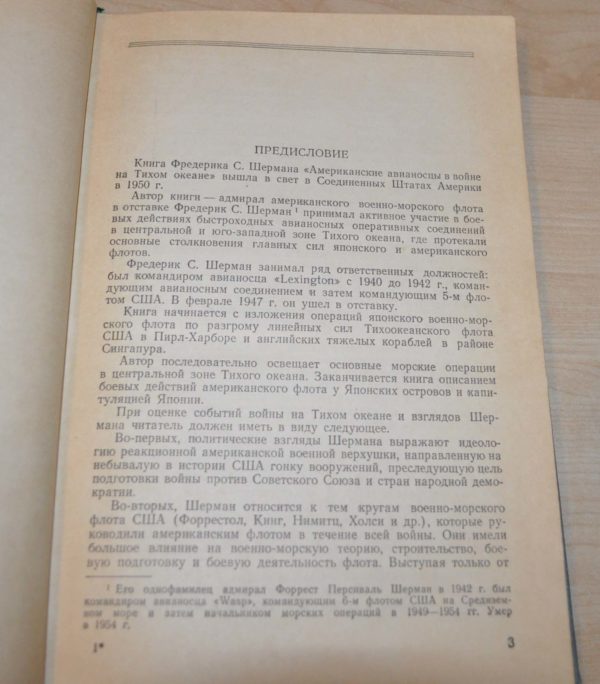 ПРЕДИСЛОВИЕ
Книга Фредерика С. Шермана «Американские авианосцы в войне
на Тихом океане» вышла в свет в Соединенных Штатах Америки
в 1950 г.
Автор книги — адмирал американского военно-морского флота
в отставке Фредерик С. Шерман ¹ принимал активное участие в бое-
вых действиях быстроходных авианосных оперативных соединений
в центральной и юго-западной зоне Тихого океана, где протекали
основные столкновения главных сил японского и американского
флотов.
Фредерик С. Шерман занимал ряд ответственных должностей:
был командиром авианосца «Lexington» с 1940 до 1942 г., коман-
дующим авианосным соединением и затем командующим 5-м фло-
том США. В феврале 1947 г. он ушел в отставку.
Книга начинается с изложения операций японского военно-мор-
ского флота по разгрому линейных сил Тихоокеанского флота
США в Пирл-Харборе и английских тяжелых кораблей в районе
Сингапура.
Автор последовательно освещает основные морские операции
в центральной зоне Тихого океана. Заканчивается книга описанием
боевых действий американского флота у Японских островов и капи-
туляцией Японии.
При оценке событий войны на Тихом океане и взглядов Шер-
мана читатель должен иметь в виду следующее.
Во-первых, политические взгляды Шермана выражают идеоло-
гию реакционной американской военной верхушки, направленную на
небывалую в истории США гонку вооружений, преследующую цель
подготовки войны против Советского Союза и стран народной демо-
кратии.
Во-вторых, Шерман относится к тем кругам военно-морского
флота США (Форрестол, Кинг, Нимитц, Холси и др.), которые ру-
ководили американским флотом в течение всей войны. Они имели
большое влияние на военно-морскую теорию, строительство, бое-
вую подготовку и боевую деятельность флота. Выступая только от
¹ Его однофамилец адмирал Форрест Персиваль Шерман в 1942 г. был
командиром авианосца «Wasp», командующим 6-м флотом США на Средизем-
ном море и затем начальником морских операций в 1949—1954 гг. Умер
в 1954 г.
1*
3